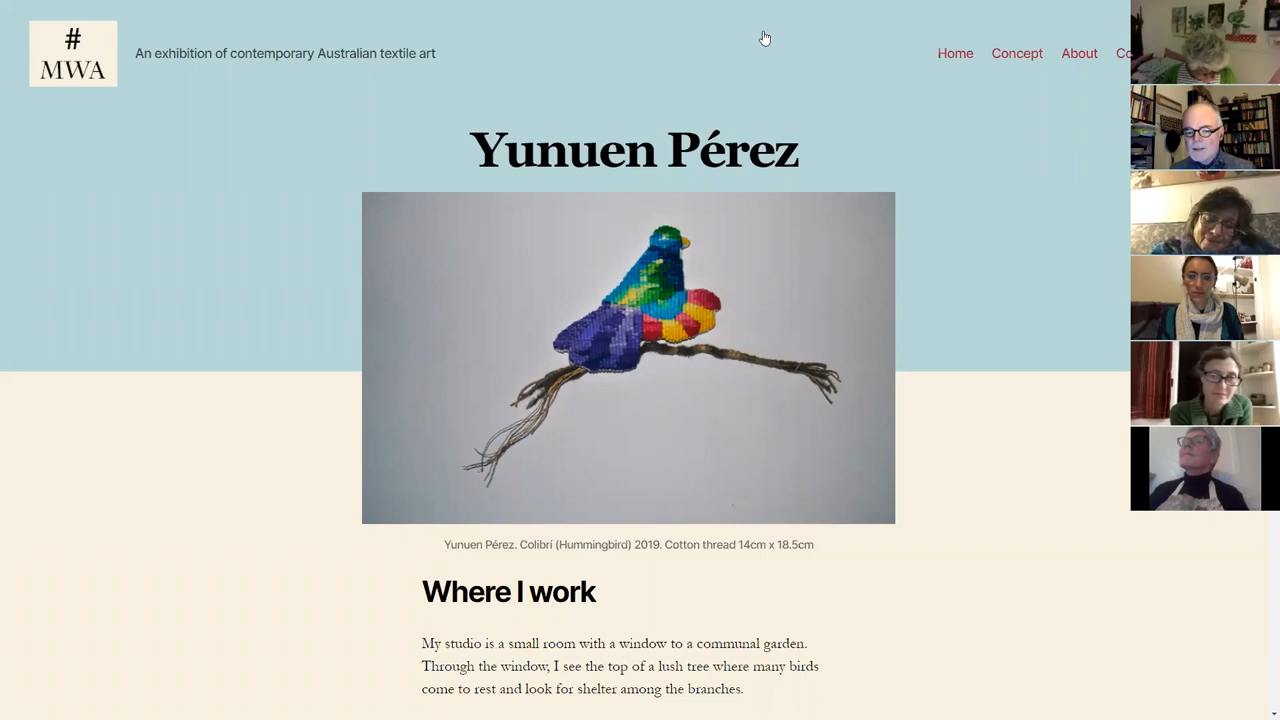 #
MWA
An exhibition of contemporary Australian textile art
Home Concept About
Yunuen Pérez
Yunuen Pérez. Colibrí (Hummingbird) 2019. Cotton thread 14cm x 18.5cm
Where I work
My studio is a small room with a window to a communal garden.
Through the window, I see the top of a lush tree where many birds
come to rest and look for shelter among the branches.